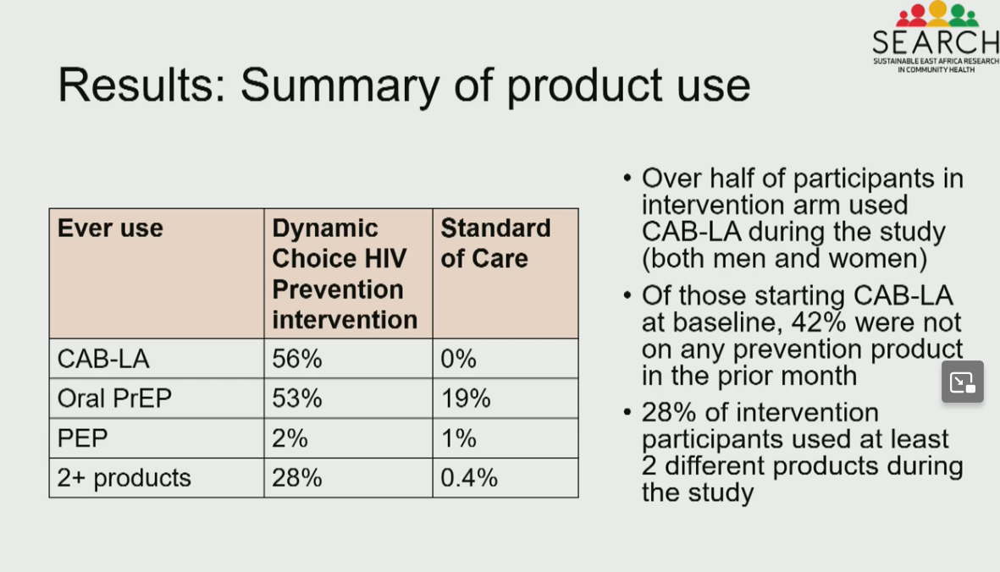 SEARCH
SUSTAINABLE EAST AFRICA RESEARCH
IN COMMUNITY HEALTH
Results: Summary of product use
Ever use
Dynamic
Choice HIV
Prevention
intervention
Standard
of Care
CAB-LA
56%
0%
Oral PrEP
53%
19%
PEP
2%
1%
2+ products
28%
0.4%
• Over half of participants in
intervention arm used
CAB-LA during the study
(both men and women)
• Of those starting CAB-LA
at baseline, 42% were not
on any prevention product
in the prior month
• 28% of intervention
participants used at least
2 different products during
the study